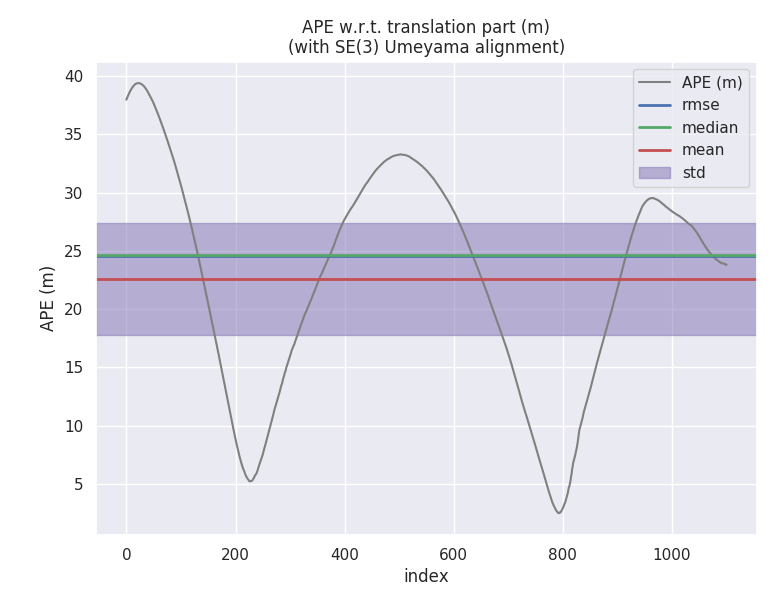 APE w.r.t. translation part (m)
(with SE(3) Umeyama alignment)
APE (m)
rmse
median
mean
std
40
35
30
25
20
15
10
5
APE (m)
0
200
400
600
800
1000
index